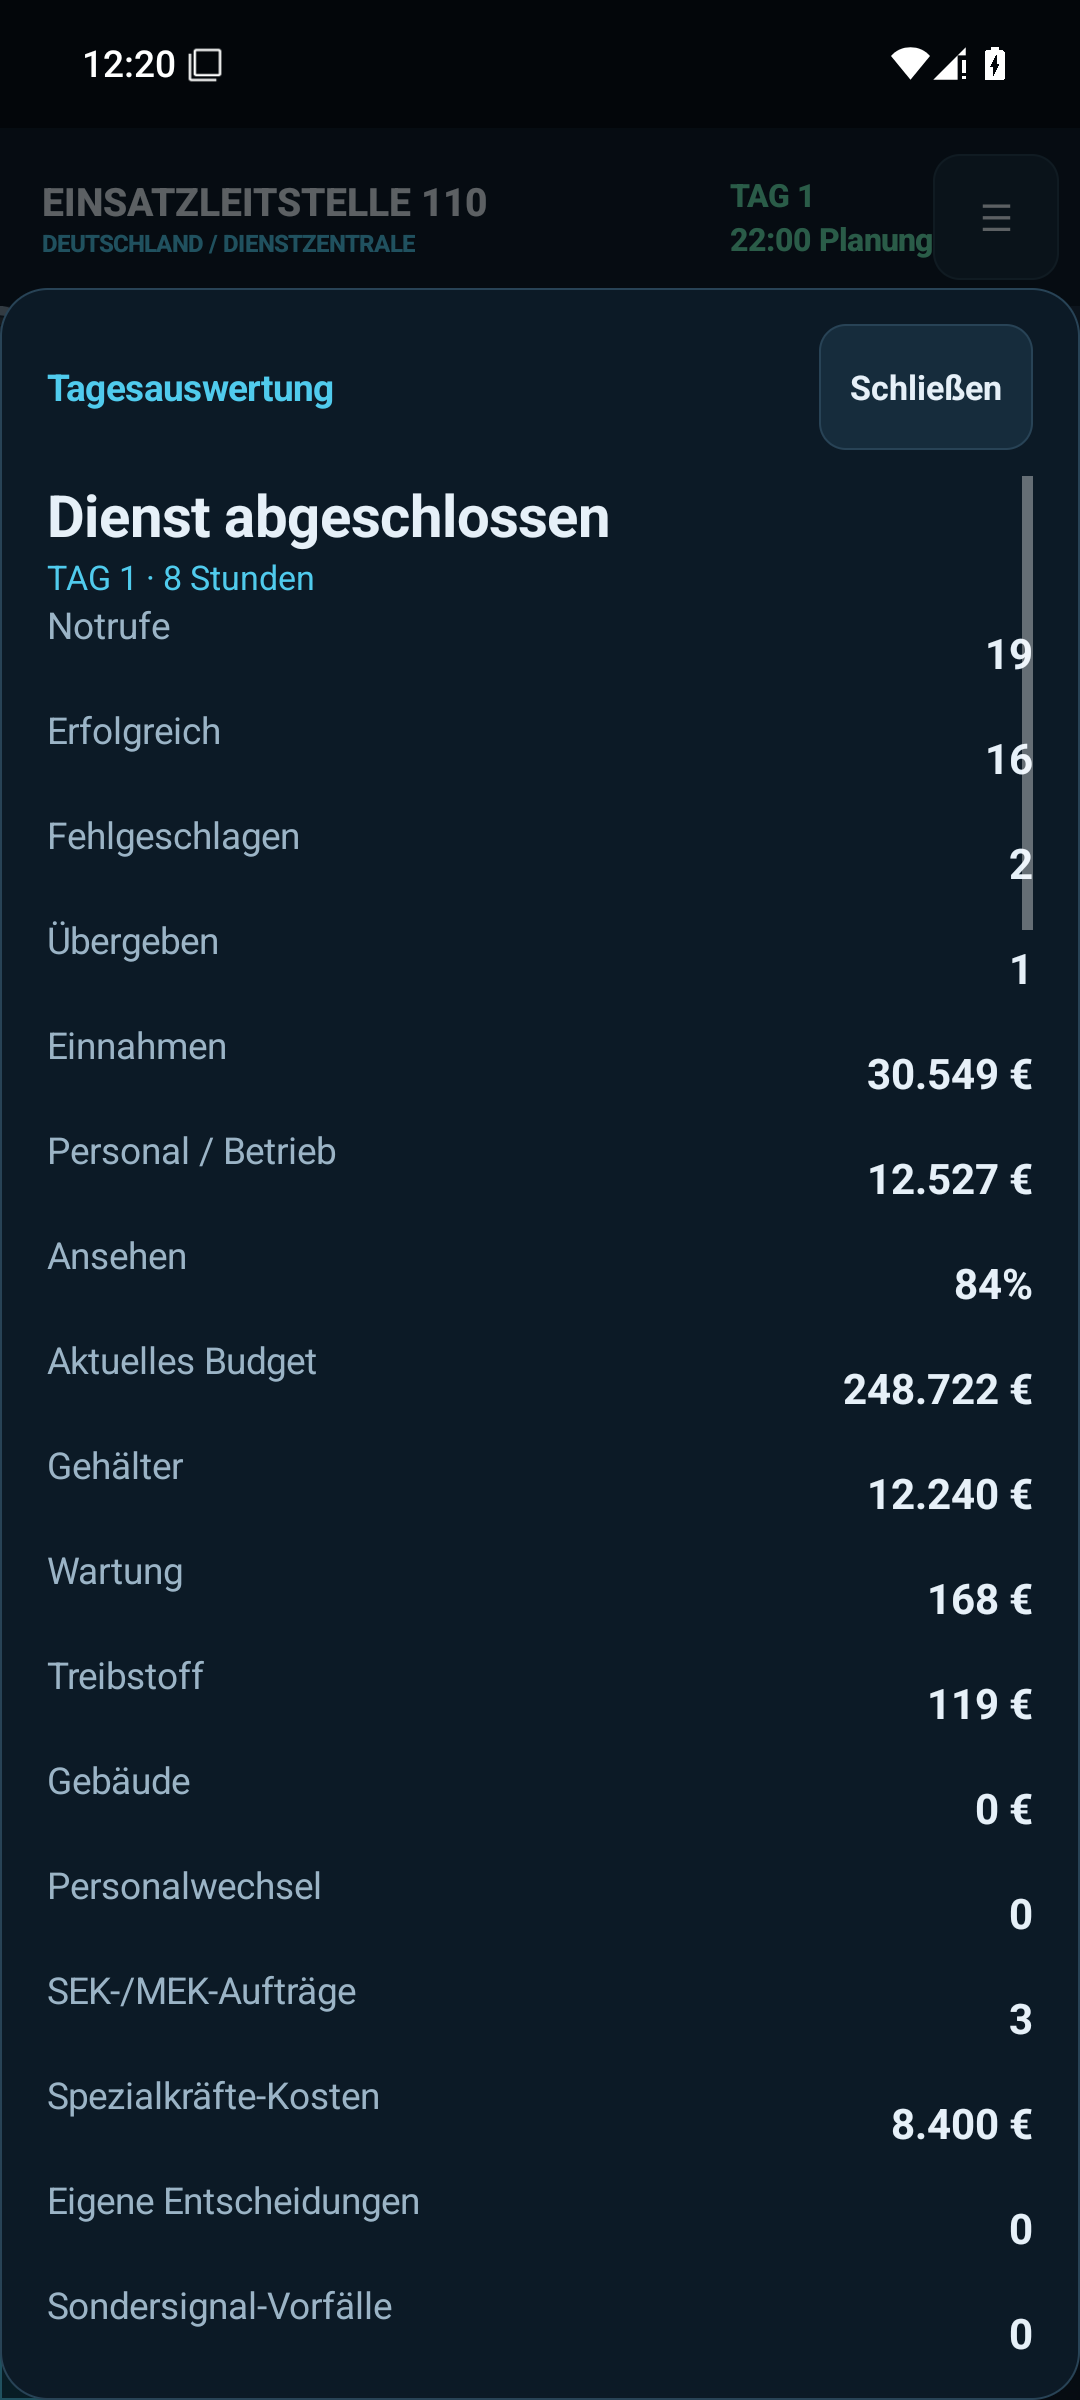 12:20
EINSATZLEITSTELLE 110
DEUTSCHLAND / DIENSTZENTRALE
TAG 1
22:00 Planung
Tagesauswertung
Schließen
Dienst abgeschlossen
TAG 1 · 8 Stunden
Notrufe
19
Erfolgreich
16
Fehlgeschlagen
2
Übergeben
1
Einnahmen
30.549 €
Personal / Betrieb
12.527 €
Ansehen
84%
Aktuelles Budget
248.722 €
Gehälter
12.240 €
Wartung
168 €
Treibstoff
119 €
Gebäude
0 €
Personalwechsel
0
SEK-/MEK-Aufträge
3
Spezialkräfte-Kosten
8.400 €
Eigene Entscheidungen
0
Sondersignal-Vorfälle
0